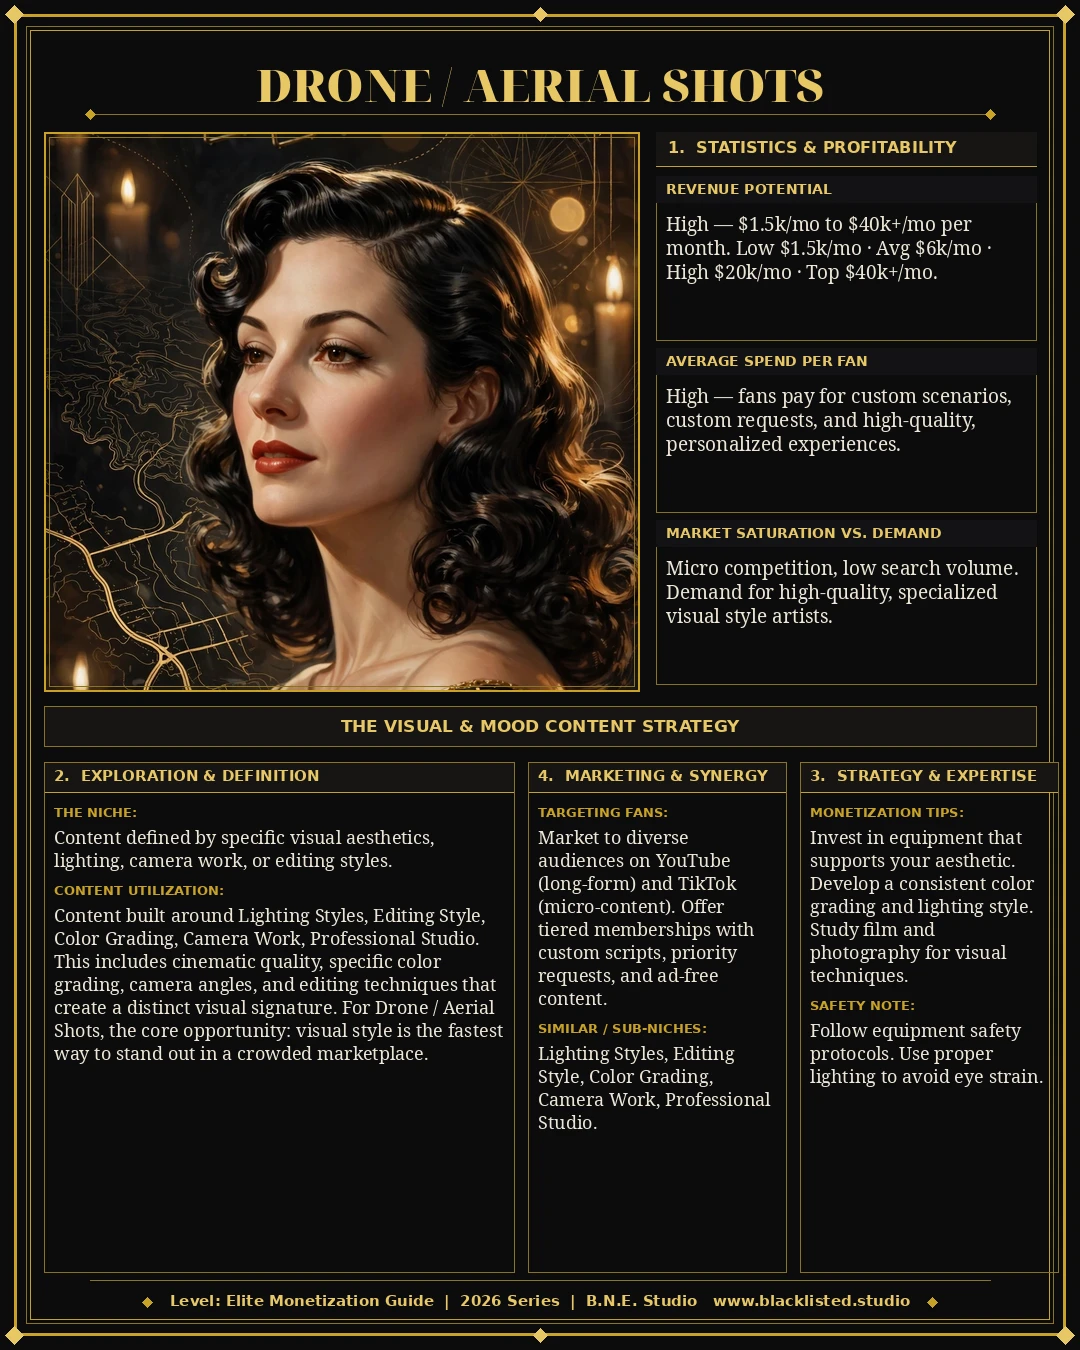 DRONE / AERIAL SHOTS
1. STATISTICS & PROFITABILITY
REVENUE POTENTIAL
High — $1.5k/mo to $40k+/mo per
month. Low $1.5k/mo · Avg $6k/mo ·
High $20k/mo · Top $40k+/mo.
AVERAGE SPEND PER FAN
High — fans pay for custom scenarios,
custom requests, and high-quality,
personalized experiences.
MARKET SATURATION VS. DEMAND
Micro competition, low search volume.
Demand for high-quality, specialized
visual style artists.
THE VISUAL & MOOD CONTENT STRATEGY
2. EXPLORATION & DEFINITION
THE NICHE:
Content defined by specific visual aesthetics,
lighting, camera work, or editing styles.
CONTENT UTILIZATION:
Content built around Lighting Styles, Editing Style,
Color Grading, Camera Work, Professional Studio.
This includes cinematic quality, specific color
grading, camera angles, and editing techniques that
create a distinct visual signature. For Drone / Aerial
Shots, the core opportunity: visual style is the fastest
way to stand out in a crowded marketplace.
4. MARKETING & SYNERGY
TARGETING FANS:
Market to diverse
audiences on YouTube
(long-form) and TikTok
(micro-content). Offer
tiered memberships with
custom scripts, priority
requests, and ad-free
content.
SIMILAR / SUB-NICHES:
Lighting Styles, Editing
Style, Color Grading,
Camera Work, Professional
Studio.
3. STRATEGY & EXPERTISE
MONETIZATION TIPS:
Invest in equipment that
supports your aesthetic.
Develop a consistent color
grading and lighting style.
Study film and
photography for visual
techniques.
SAFETY NOTE:
Follow equipment safety
protocols. Use proper
lighting to avoid eye strain.
Level: Elite Monetization Guide | 2026 Series | B.N.E. Studio www.blacklisted.studio